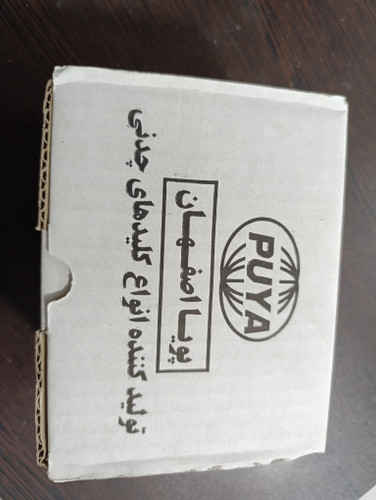 PUYA
پویا اصفهان
تولید کننده انواع کلیدهای چدنی